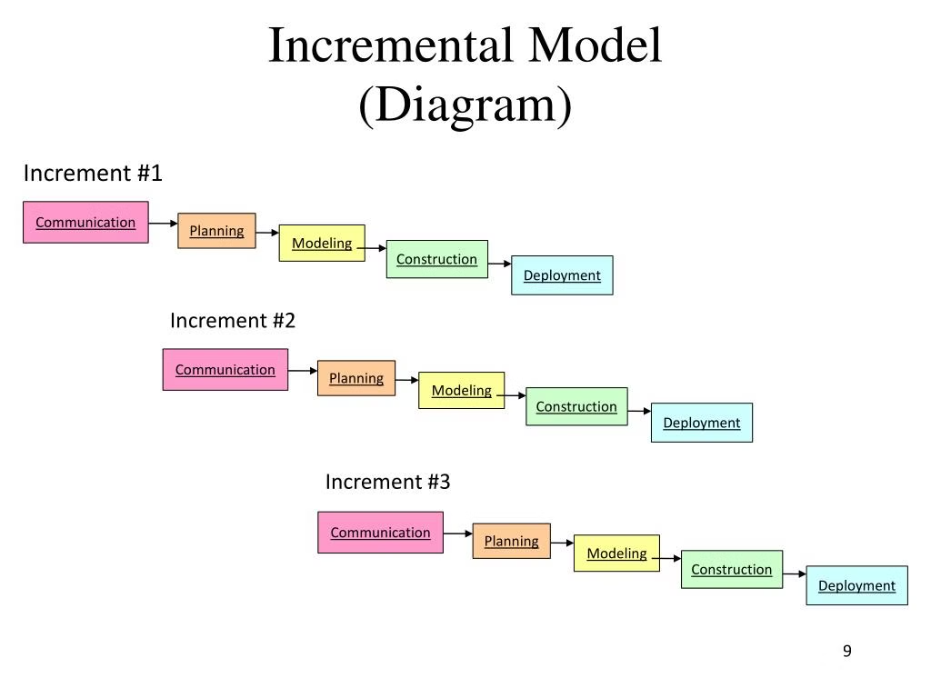 Incremental Model
(Diagram)
Increment #1
Communication
Planning
Modeling
Construction
Deployment
Increment #2
Communication
Planning
Modeling
Construction
Deployment
Increment #3
Communication
Planning
Modeling
Construction
Deployment
9